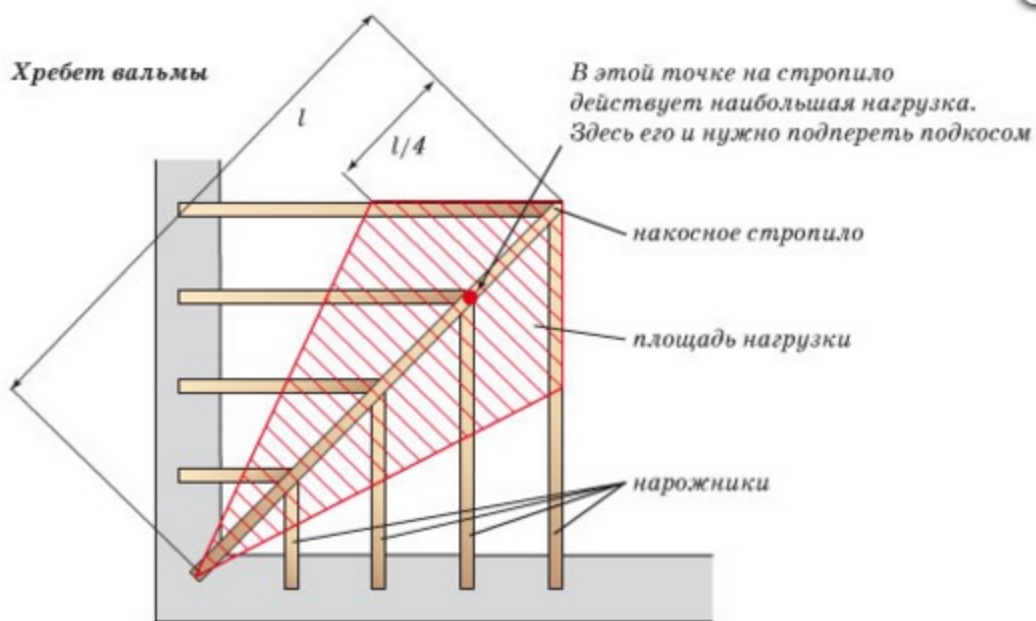 Хребет вальмы
В этой точке на стропило
действует наибольшая нагрузка.
Здесь его и нужно подпереть подкосом
l
l/4
накосное стропило
площадь нагрузки
нарожники